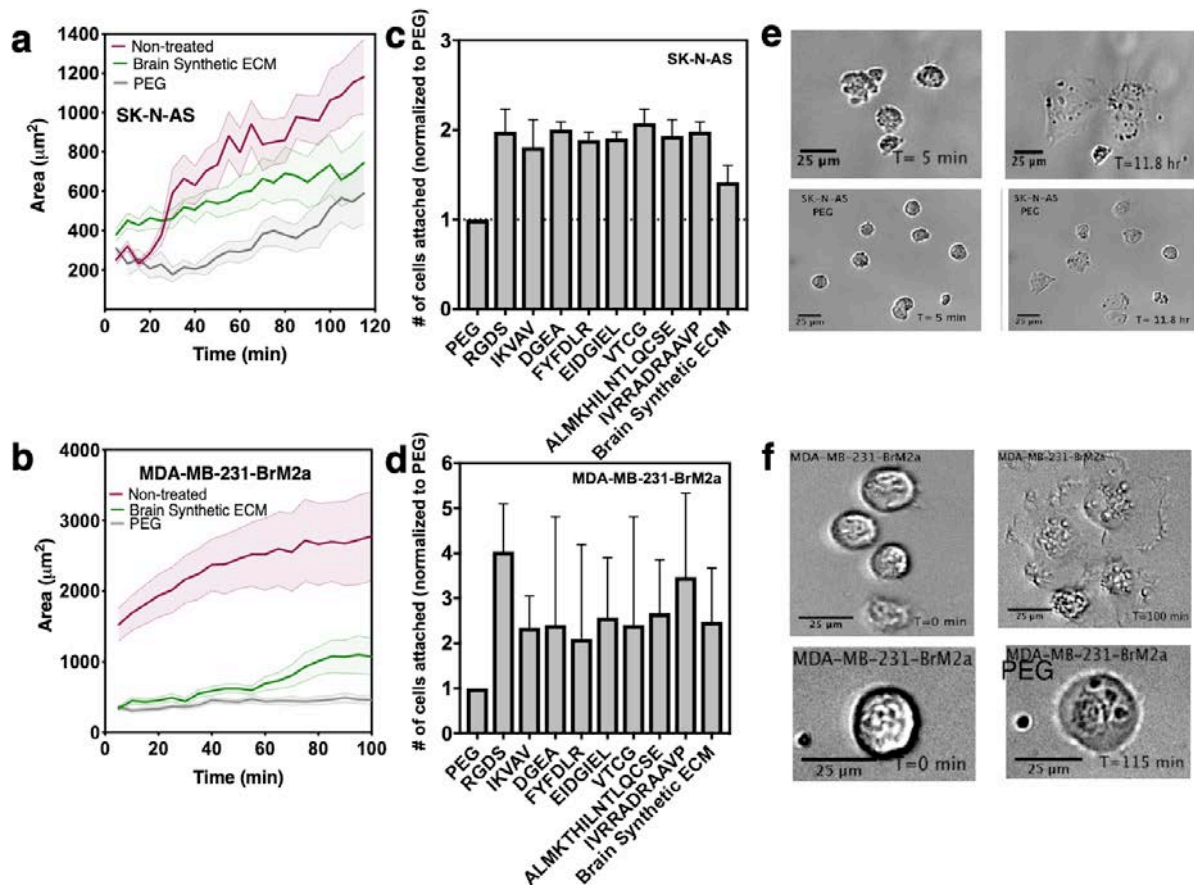 a
1400
1200
1000
800
600
400
200
Area (μm²)
Non-treated
Brain Synthetic ECM
PEG
SK-N-AS
0 20 40 60 80 100 120
Time (min)
c
3
2
1
0
# of cells attached (normalized to PEG)
SK-N-AS
PEG
RGDS
IKVAV
DGEA
FYFDLR
EIDGIEL
VTCG
ALMKHILNTLQCSE
IVRRADRAAVP
Brain Synthetic ECM
e
25 μm
T= 5 min
25 μm
T=11.8 hr
SK-N-AS
PEG
25 μm
T= 5 min
SK-N-AS
PEG
25 μm
T=11.8 hr
b
4000
3000
2000
1000
0
Area (μm²)
MDA-MB-231-BrM2a
Non-treated
Brain Synthetic ECM
PEG
0 20 40 60 80 100
Time (min)
d
6
5
4
3
2
1
0
# of cells attached (normalized to PEG)
MDA-MB-231-BrM2a
PEG
RGDS
IKVAV
DGEA
FYFDLR
EIDGIEL
VTCG
ALMKTHILNTLQCSE
IVRRADRAAVP
Brain Synthetic ECM
f
MDA-MB-231-BrM2a
25 μm
T=0 min
MDA-MB-231-BrM2a
25 μm
T=100 min
MDA-MB-231-BrM2a
25 μm
T=0 min
MDA-MB-231-BrM2a
PEG
25 μm
T=115 min